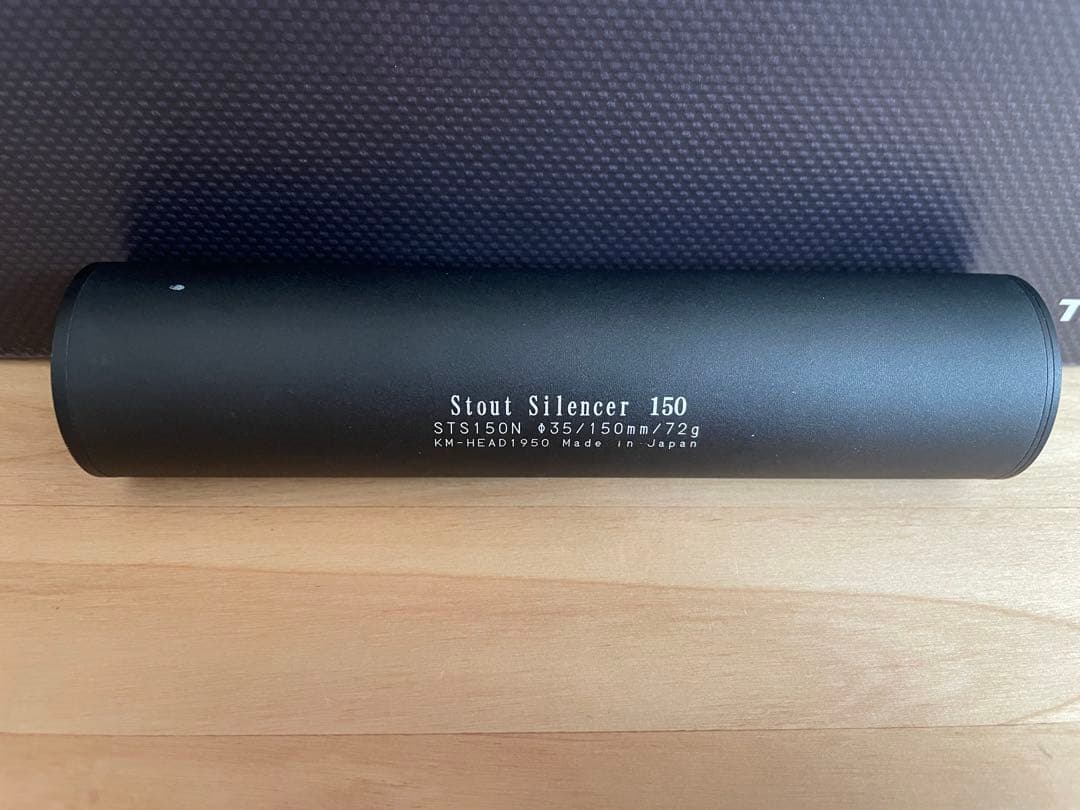 Stout Silencer 150
STS150N Φ35/150mm/72g
KM-HEAD1950 Made in Japan